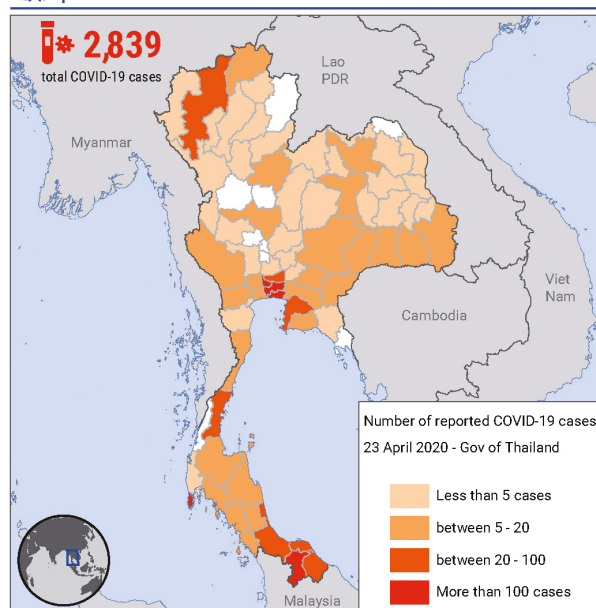 2,839
total COVID-19 cases
Lao
PDR
Myanmar
Viet
Nam
Cambodia
Malaysia
Number of reported COVID-19 cases
23 April 2020 - Gov of Thailand
Less than 5 cases
between 5 - 20
between 20 - 100
More than 100 cases